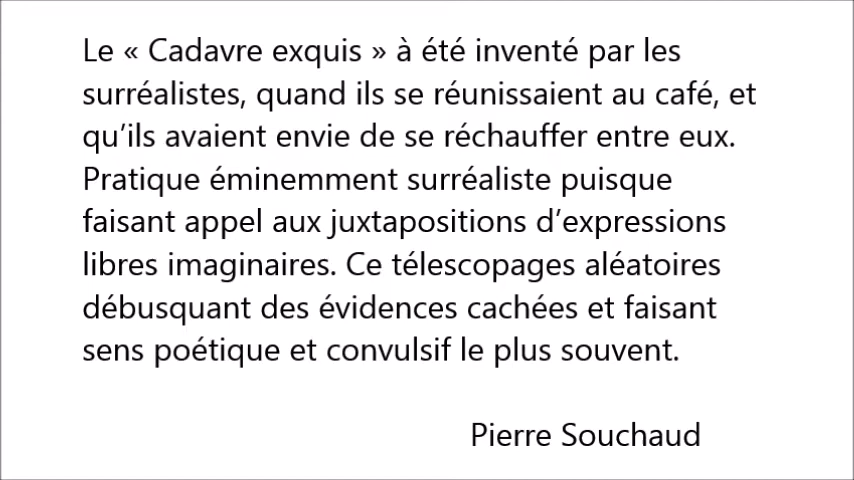 Le « Cadavre exquis » à été inventé par les
surréalistes, quand ils se réunissaient au café, et
qu’ils avaient envie de se réchauffer entre eux.
Pratique éminemment surréaliste puisque
faisant appel aux juxtapositions d’expressions
libres imaginaires. Ce télescopages aléatoires
débusquant des évidences cachées et faisant
sens poétique et convulsif le plus souvent.
Pierre Souchaud